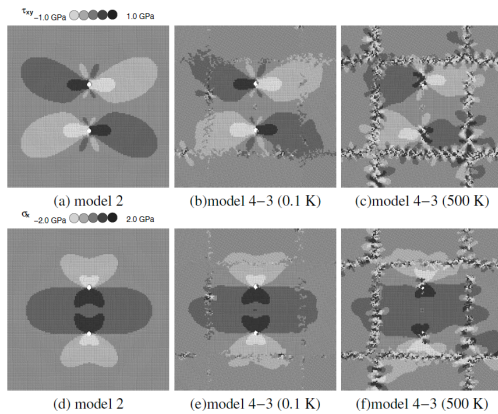 τxy −1.0 GPa 1.0 GPa
(a) model 2 (b)model 4−3 (0.1 K) (c)model 4−3 (500 K)
σx −2.0 GPa 2.0 GPa
(d) model 2 (e)model 4−3 (0.1 K) (f)model 4−3 (500 K)